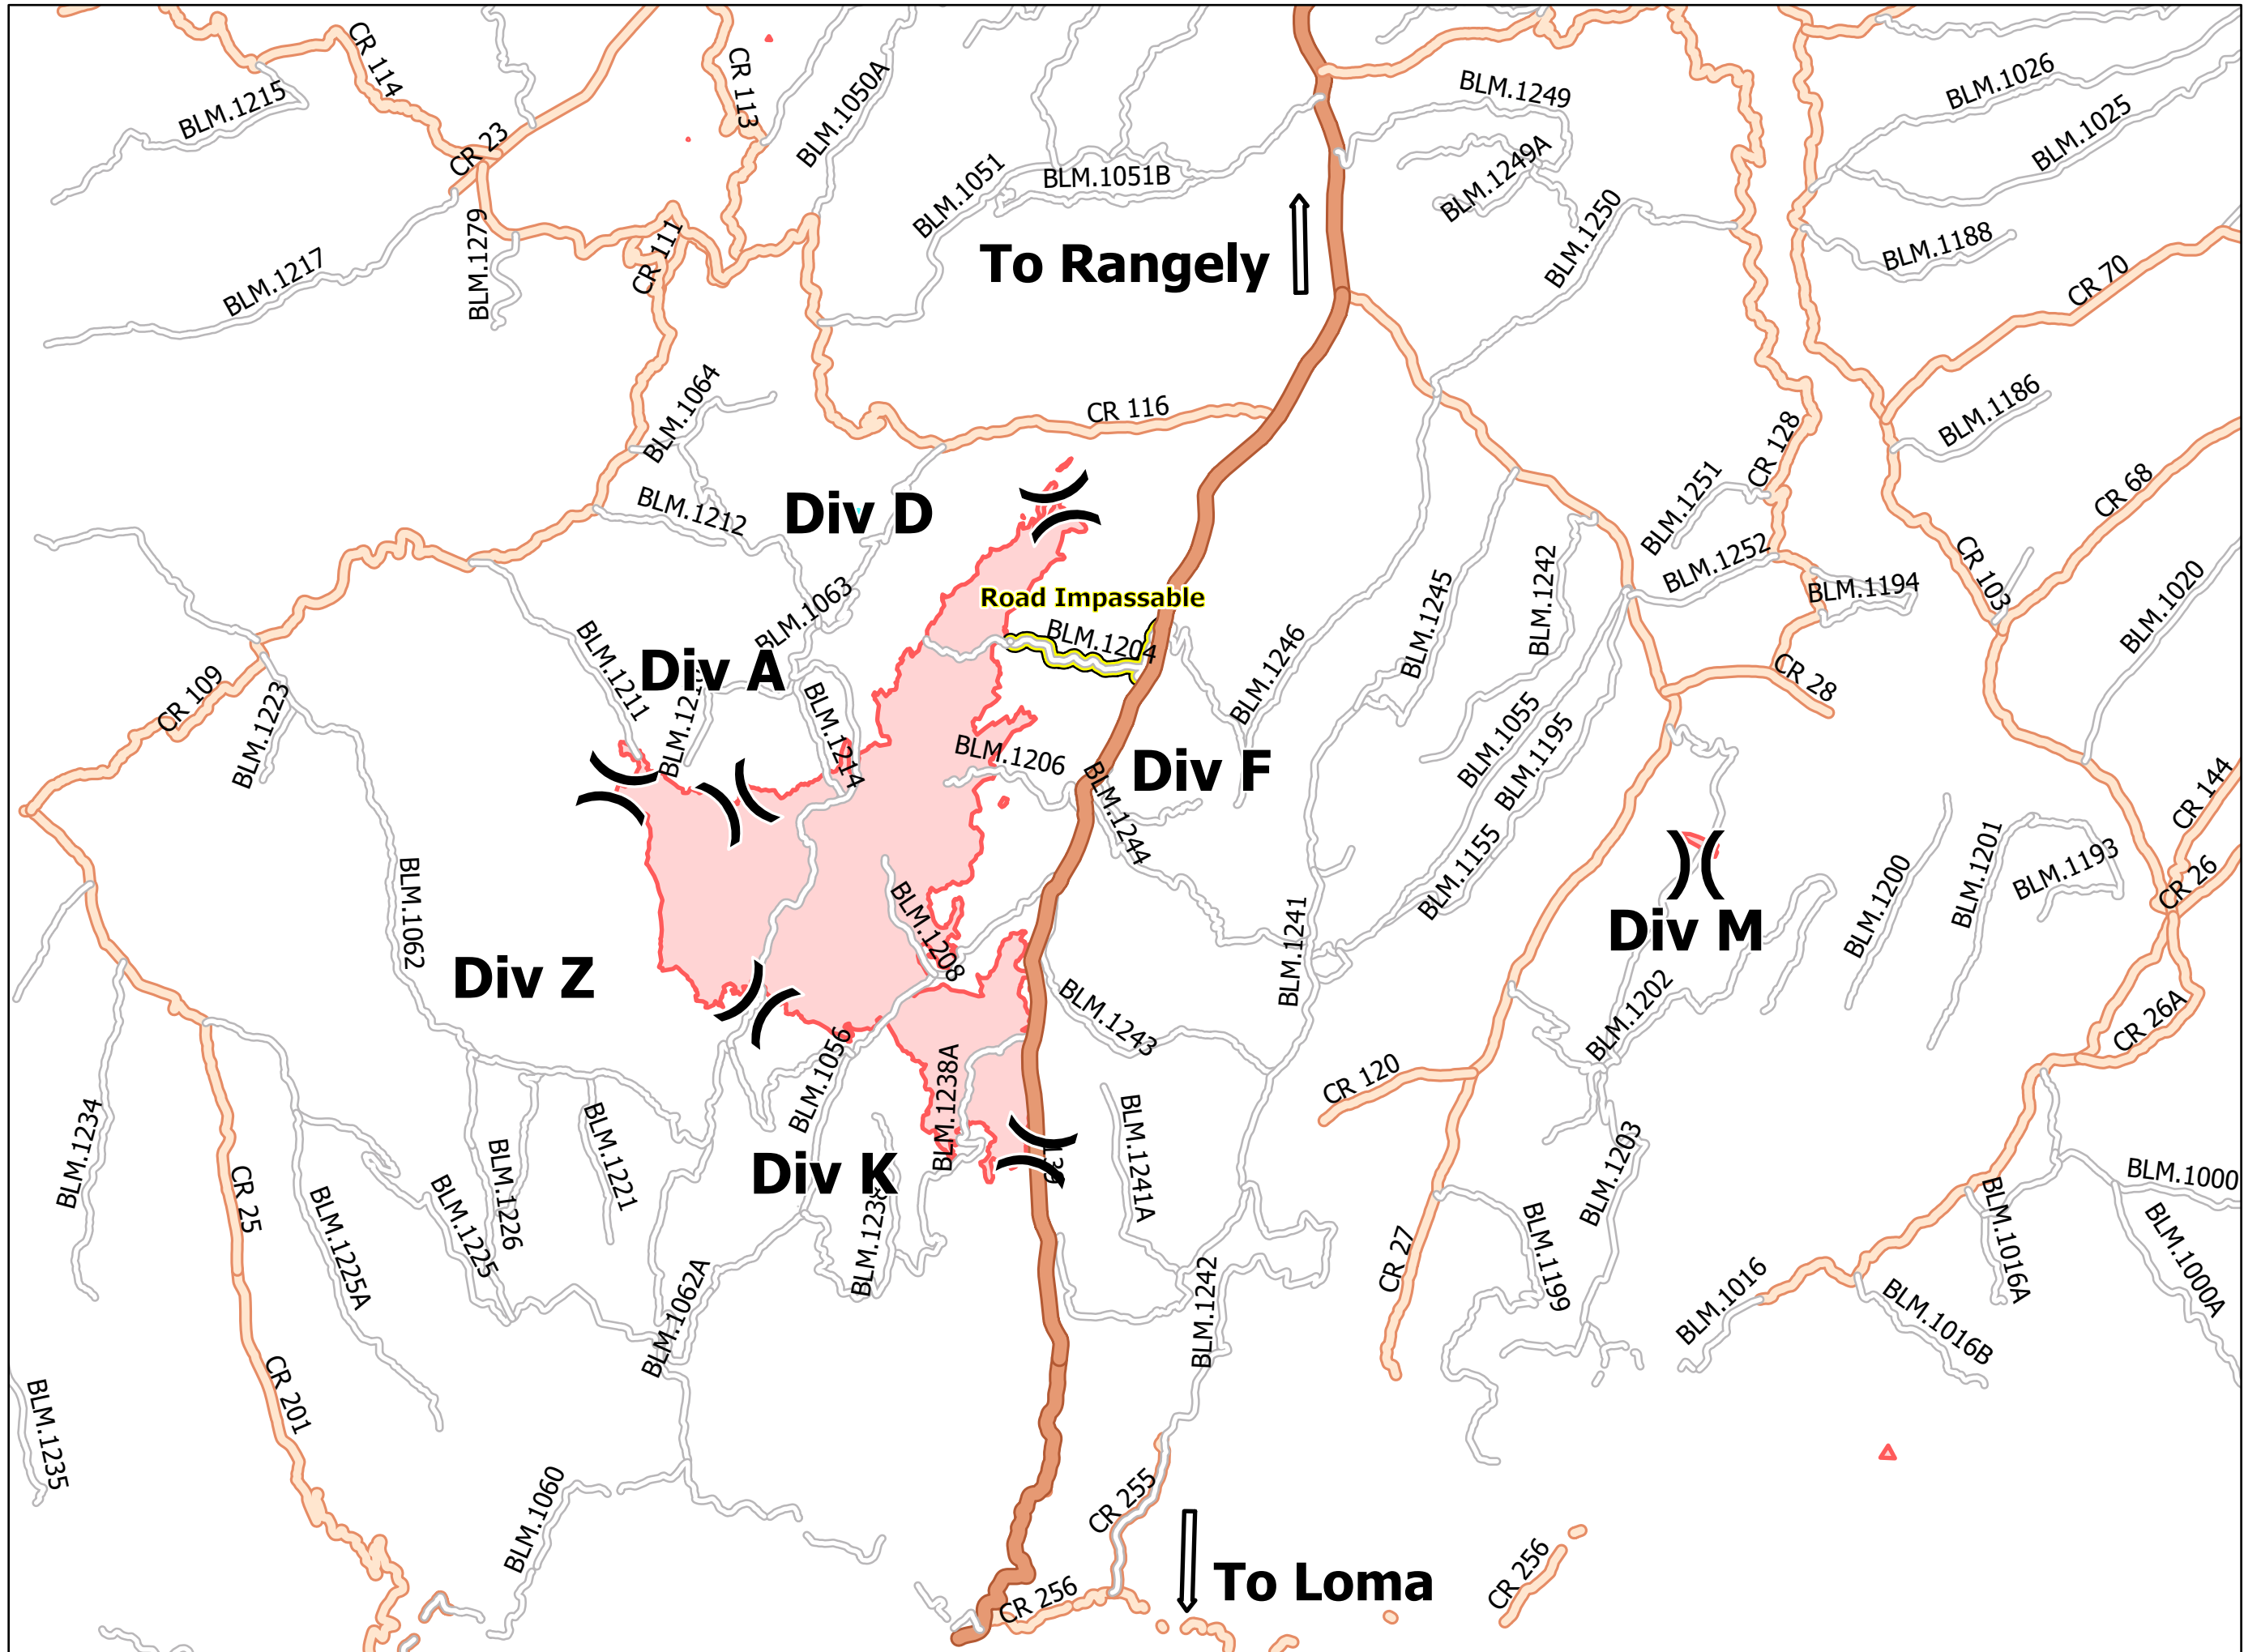 CR 114
CR 113
BLM.1050A
BLM.1215
CR 23
BLM.1249
BLM.1026
BLM.1025
BLM.1249A
BLM.1051
BLM.1051B
BLM.1250
BLM.1188
BLM.1217
BLM.1279
CR 111
To Rangely
CR 70
BLM.1064
CR 116
BLM.1186
CR 128
CR 68
BLM.1251
BLM.1212
Div D
BLM.1252
CR 103
BLM.1194
BLM.1020
BLM.1063
Road Impassable
BLM.1204
BLM.1245
BLM.1242
BLM.1211
Div A
BLM.1246
CR 28
CR 109
BLM.1223
BLM.1214
BLM.1206
Div F
BLM.1055
BLM.1195
BLM.1244
CR 144
BLM.1155
BLM.1200
BLM.1201
BLM.1193
CR 26
BLM.1062
BLM.1208
BLM.1241
Div M
Div Z
BLM.1243
BLM.1202
CR 26A
BLM.1056
BLM.1238A
CR 120
BLM.1234
BLM.1221
BLM.1226
BLM.1241A
BLM.1203
Div K
139
BLM.1000
CR 25
BLM.1225A
BLM.1225
BLM.1238
BLM.1199
CR 27
BLM.1016A
BLM.1000A
BLM.1062A
BLM.1242
BLM.1016
BLM.1016B
CR 201
BLM.1235
BLM.1060
CR 255
CR 256
To Loma
CR 256